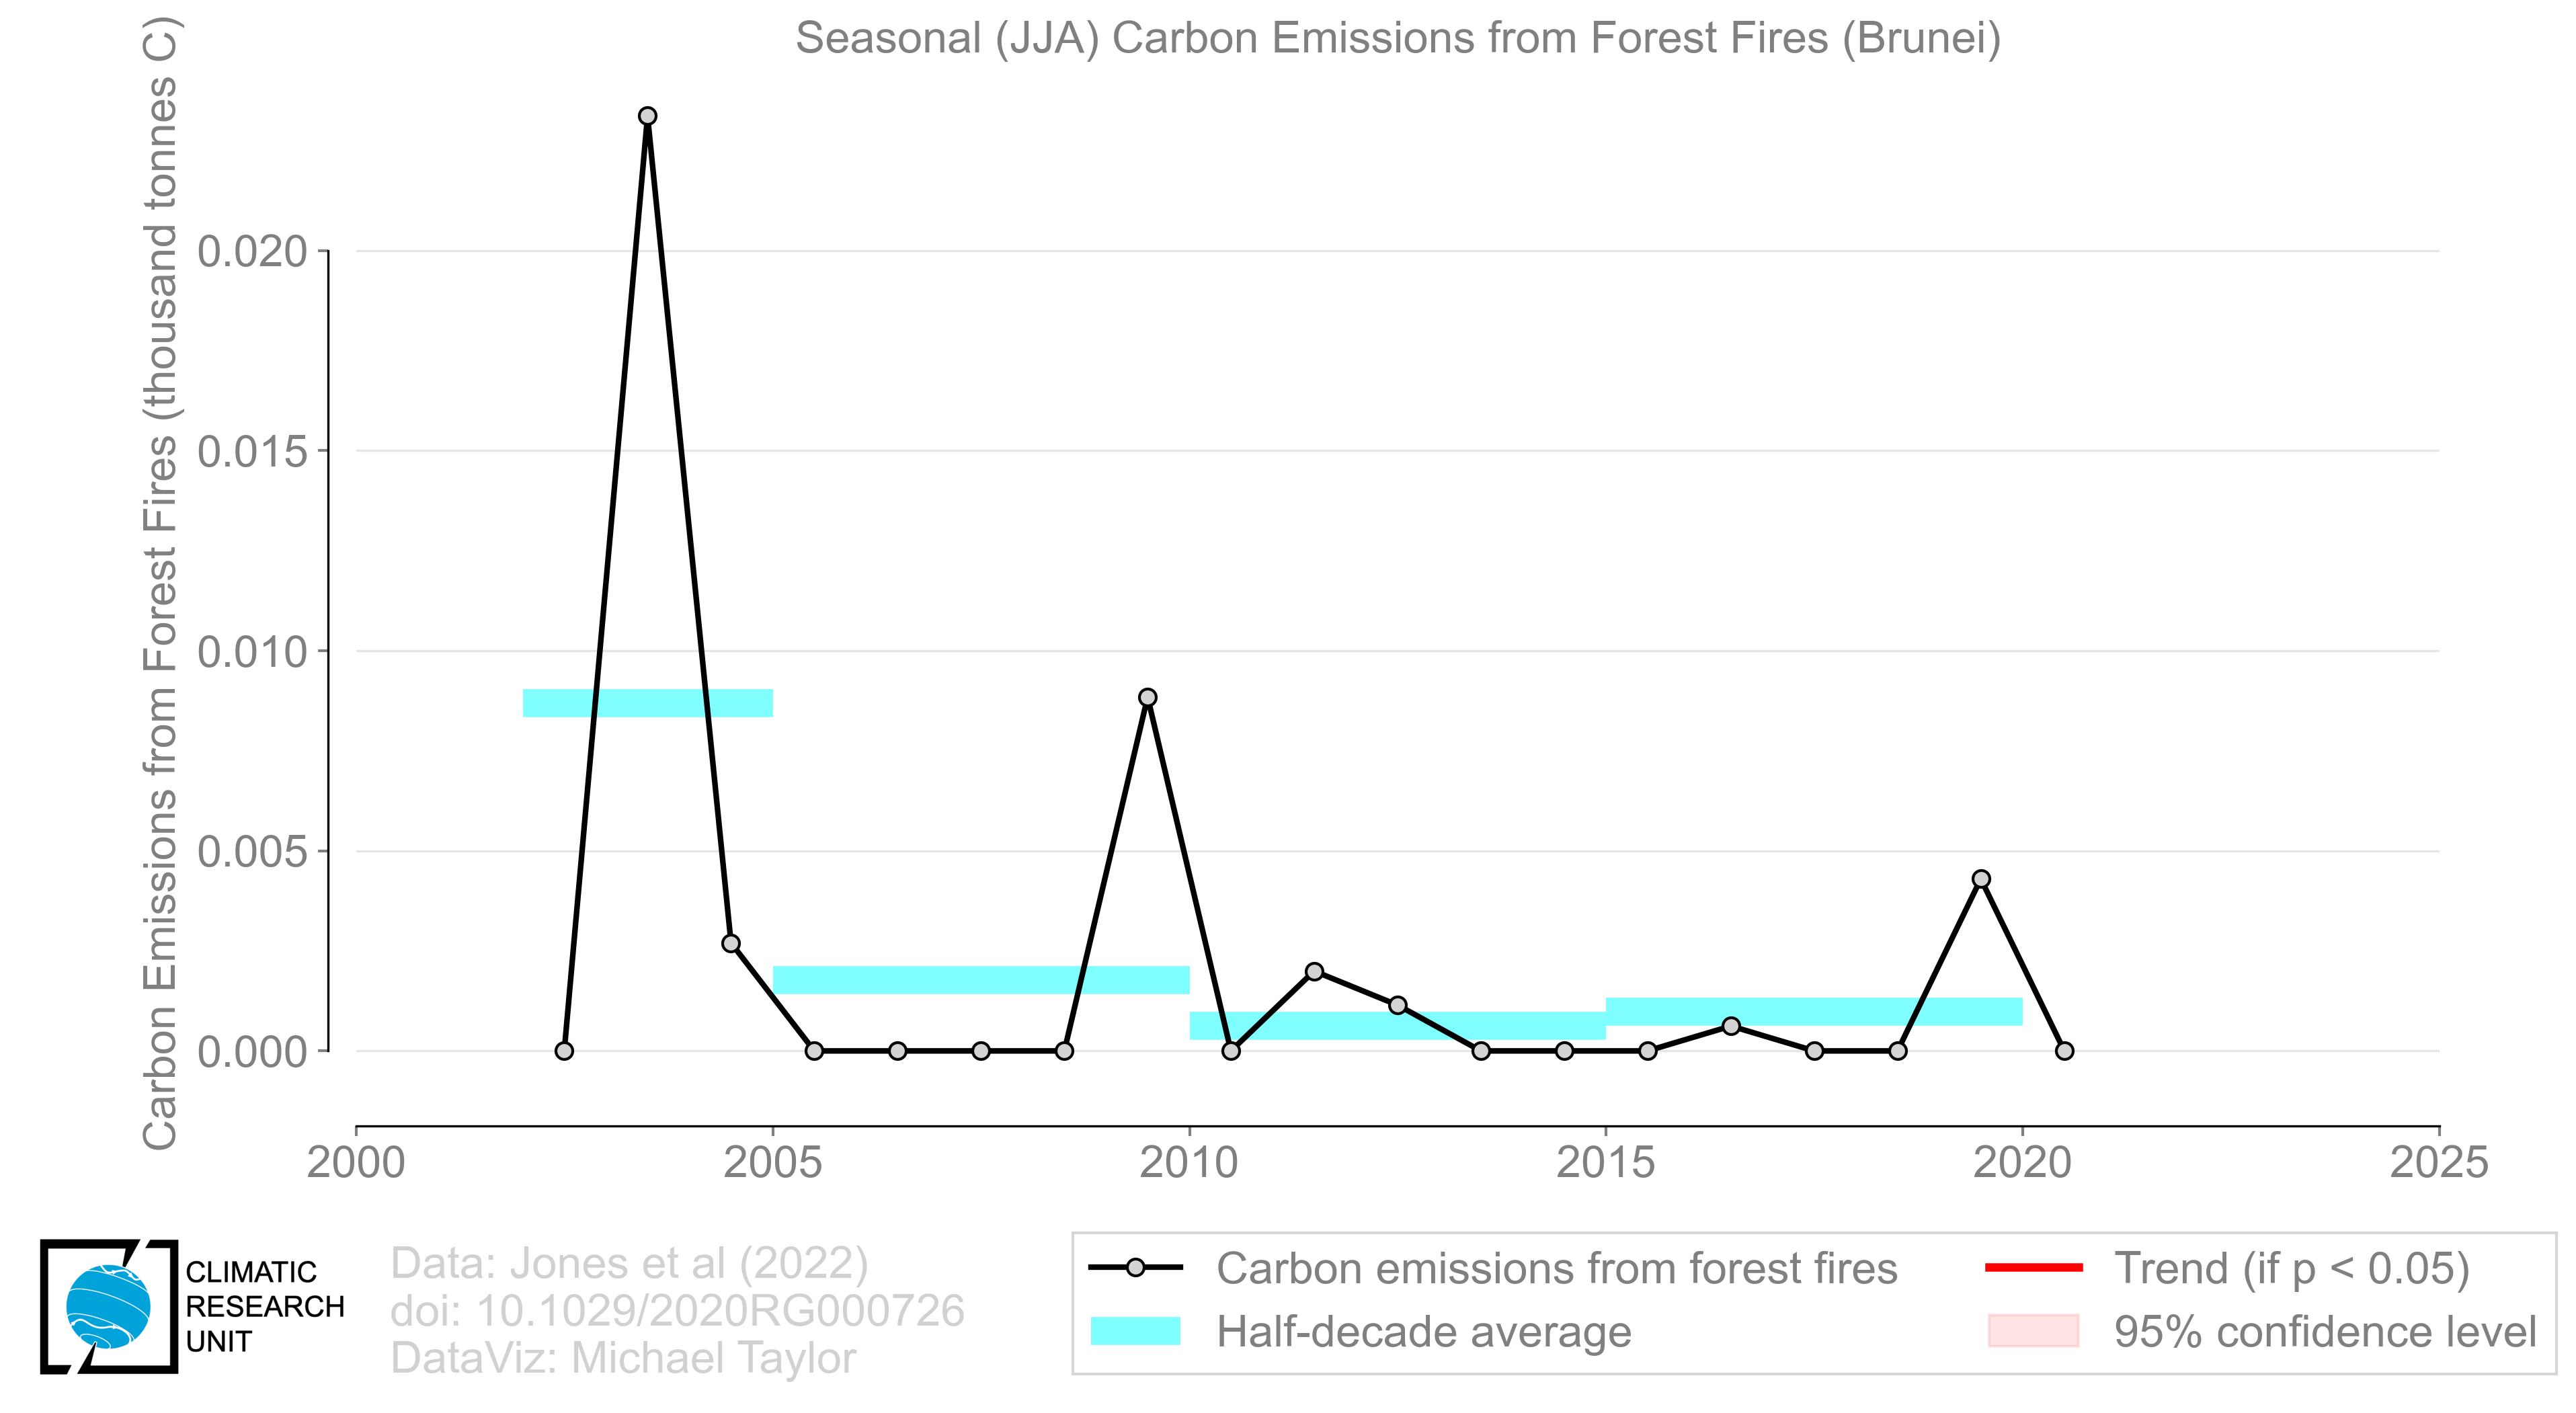 Seasonal (JJA) Carbon Emissions from Forest Fires (Brunei)
Carbon Emissions from Forest Fires (thousand tonnes C)
0.020
0.015
0.010
0.005
0.000
2000 2005 2010 2015 2020 2025
CLIMATIC
RESEARCH
UNIT
Data: Jones et al (2022)
doi: 10.1029/2020RG000726
DataViz: Michael Taylor
Carbon emissions from forest fires
Half-decade average
Trend (if p < 0.05)
95% confidence level